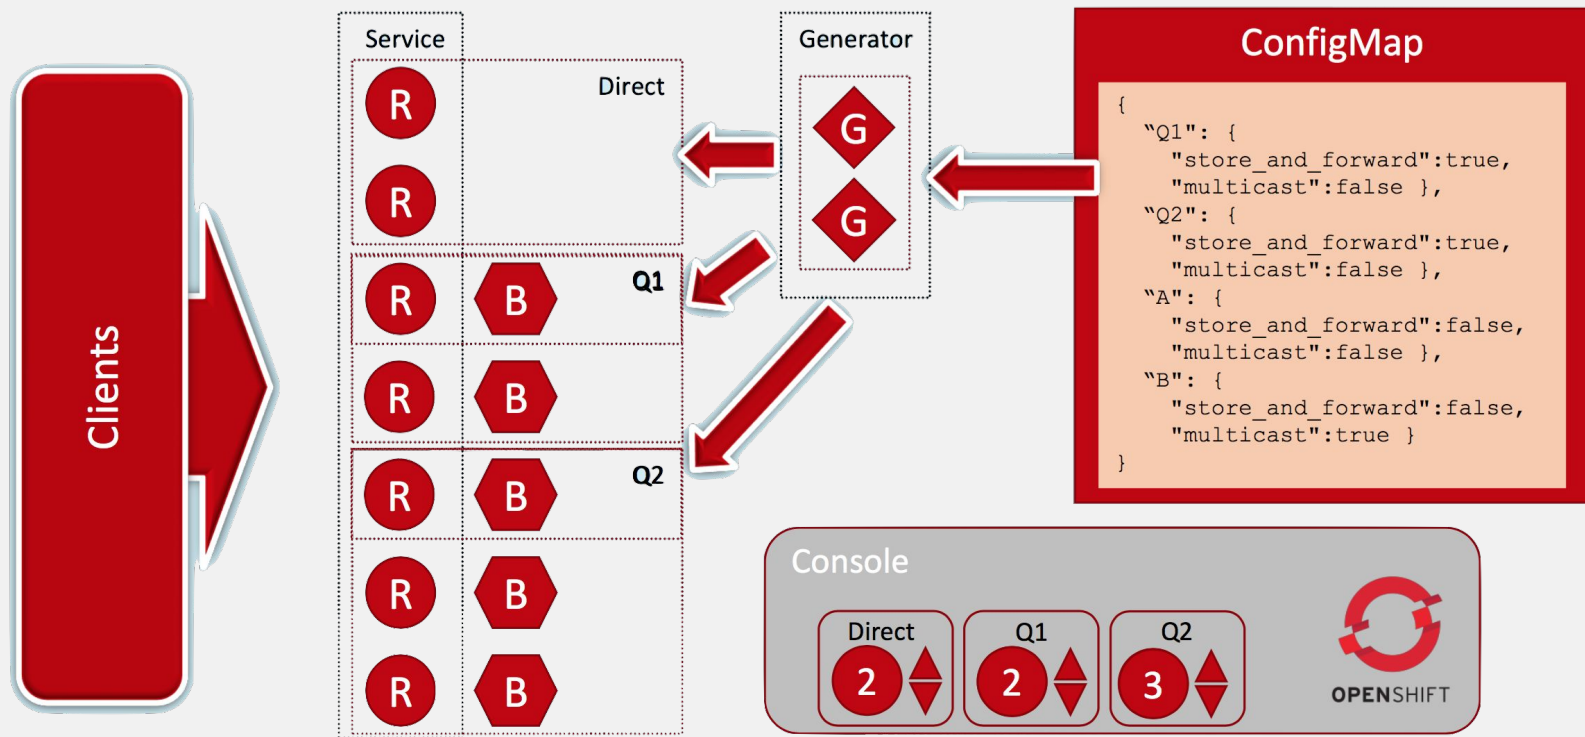 Clients
Service
Direct
R
R
Q1
R B
R B
Q2
R B
R B
R B
Generator
G
G
ConfigMap
{
“Q1": {
"store_and_forward":true,
"multicast":false },
“Q2": {
"store_and_forward":true,
"multicast":false },
“A": {
"store_and_forward":false,
"multicast":false },
“B": {
"store_and_forward":false,
"multicast":true }
}
Console
Direct
2
Q1
2
Q2
3
OPENSHIFT